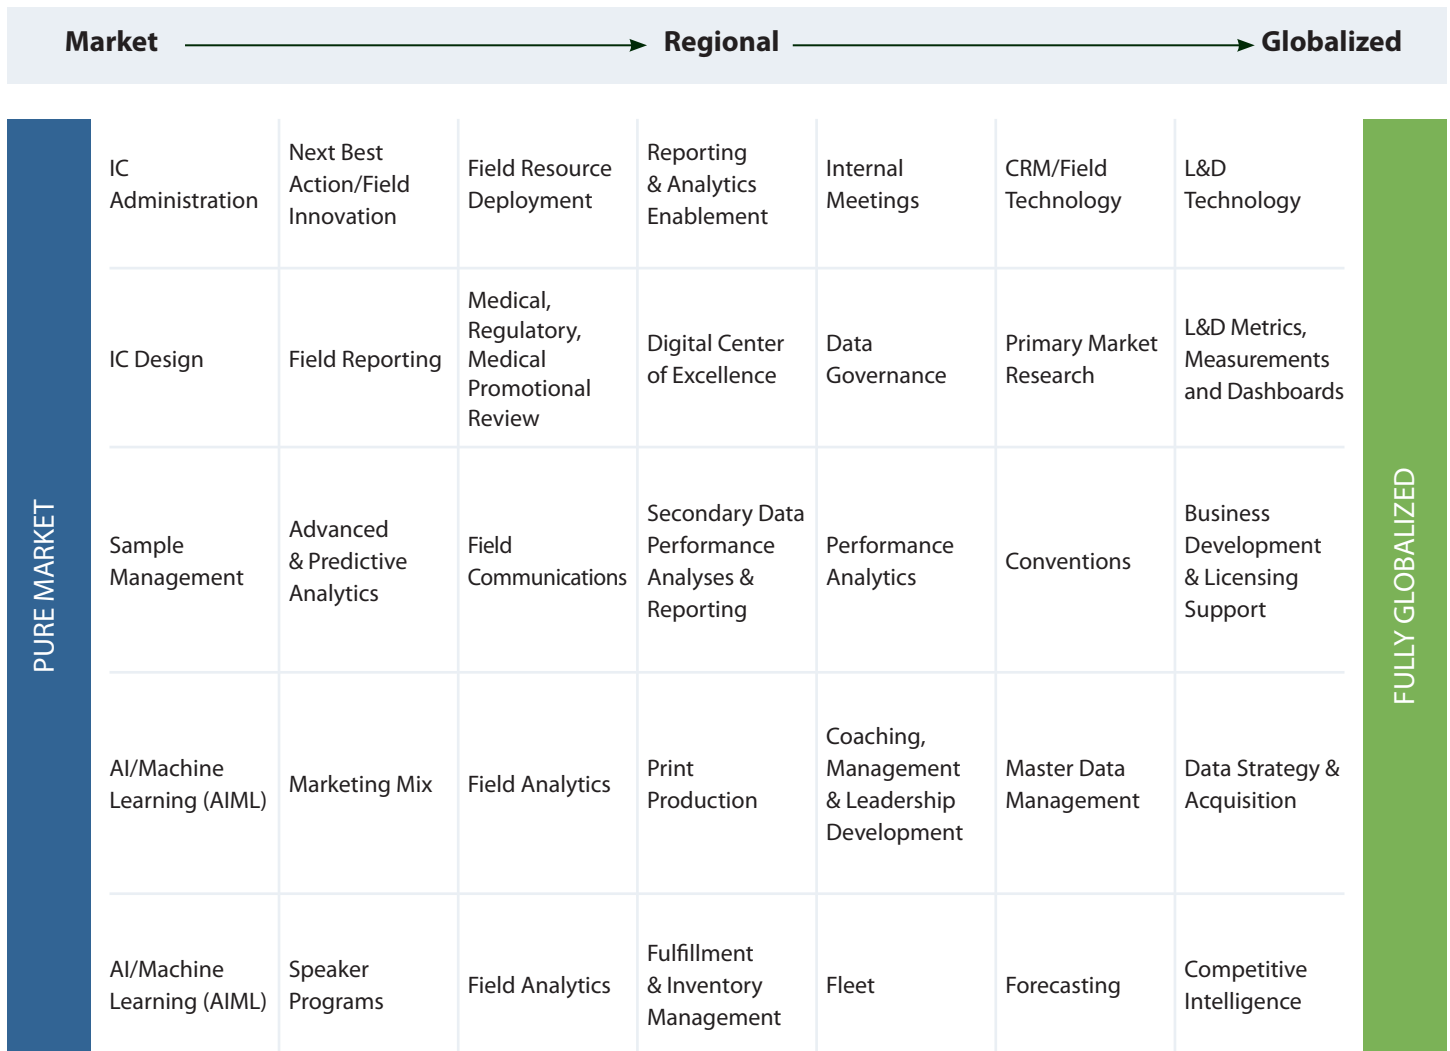 Market
Regional
Globalized
PURE MARKET
IC
Administration
Next Best
Action/Field
Innovation
Field Resource
Deployment
Reporting
& Analytics
Enablement
Internal
Meetings
CRM/Field
Technology
L&D
Technology
IC Design
Field Reporting
Medical,
Regulatory,
Medical
Promotional
Review
Digital Center
of Excellence
Data
Governance
Primary Market
Research
L&D Metrics,
Measurements
and Dashboards
Sample
Management
Advanced
& Predictive
Analytics
Field
Communications
Secondary Data
Performance
Analyses &
Reporting
Performance
Analytics
Conventions
Business
Development
& Licensing
Support
AI/Machine
Learning (AIML)
Marketing Mix
Field Analytics
Print
Production
Coaching,
Management
& Leadership
Development
Master Data
Management
Data Strategy &
Acquisition
AI/Machine
Learning (AIML)
Speaker
Programs
Field Analytics
Fulfillment
& Inventory
Management
Fleet
Forecasting
Competitive
Intelligence
FULLY GLOBALIZED